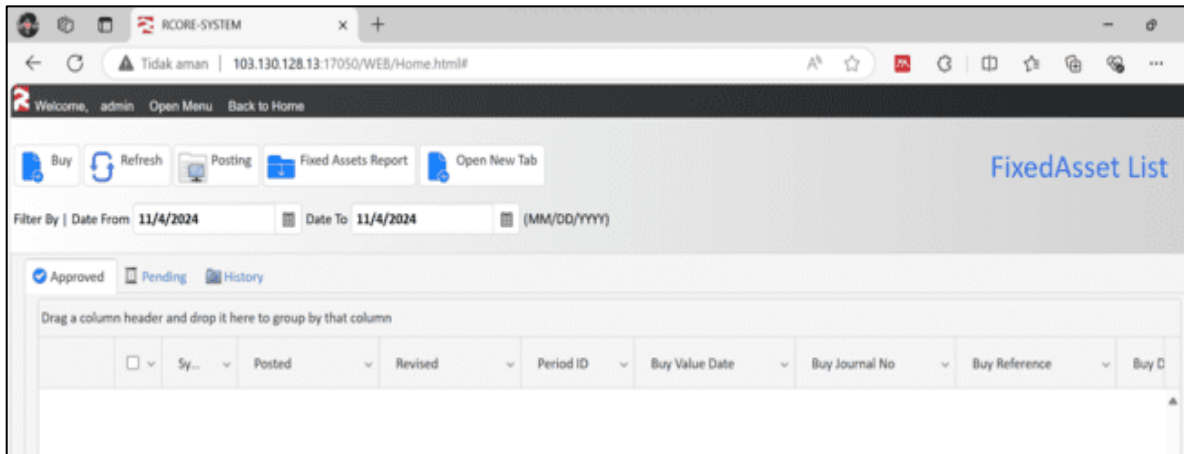 RCORE-SYSTEM
Tidak aman | 103.130.128.13:17050/WEB/Home.html#
Welcome, admin Open Menu Back to Home
Buy Refresh Posting Fixed Assets Report Open New Tab
FixedAsset List
Filter By | Date From 11/4/2024 Date To 11/4/2024 (MM/DD/YYYY)
Approved Pending History
Drag a column header and drop it here to group by that column
Sy... Posted Revised Period ID Buy Value Date Buy Journal No Buy Reference Buy D